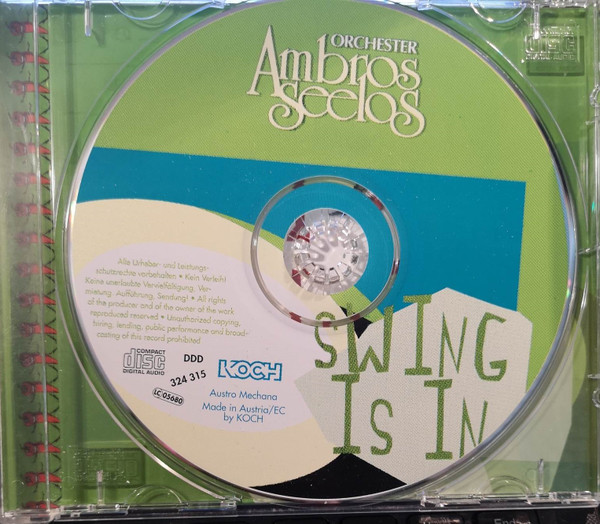 ORCHESTER
Ambros
Seelos
Alle Urheber- und Leistungs-
schutzrechte vorbehalten • Kein Verleih!
Keine unerlaubte Vervielfältigung, Ver-
mietung, Aufführung, Sendung! • All rights
of the producer and of the owner of the work
reproduced reserved • Unauthorized copying,
hiring, lending, public performance and broad-
casting of this record prohibited
COMPACT
disc
DIGITAL AUDIO
DDD
324 315
LC 05680
KOCH
Austro Mechana
Made in Austria/EC
by KOCH
SWING
IS IN